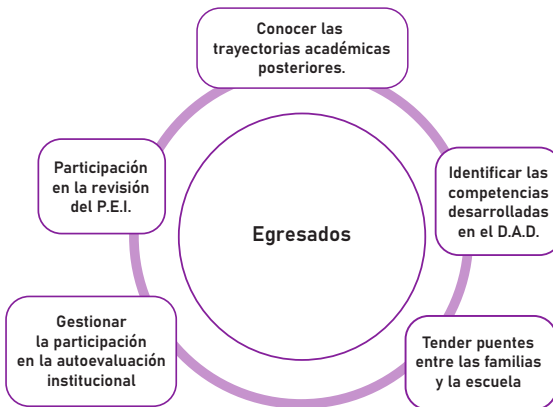 Conocer las
trayectorias académicas
posteriores.
Participación
en la revisión
del P.E.I.
Egresados
Identificar las
competencias
desarrolladas
en el D.A.D.
Gestionar
la participación
en la autoevaluación
institucional
Tender puentes
entre las familias
y la escuela